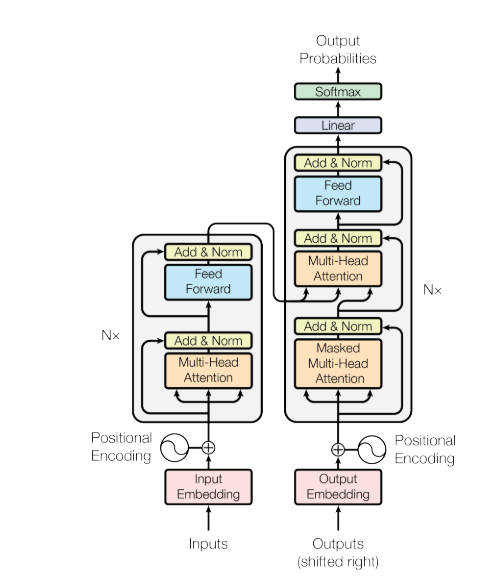 Output
Probabilities
Softmax
Linear
Add & Norm
Feed
Forward
Add & Norm
Multi-Head
Attention
Add & Norm
Masked
Multi-Head
Attention
N×
Add & Norm
Feed
Forward
Add & Norm
Multi-Head
Attention
N×
Positional
Encoding
Positional
Encoding
Input
Embedding
Output
Embedding
Inputs
Outputs
(shifted right)